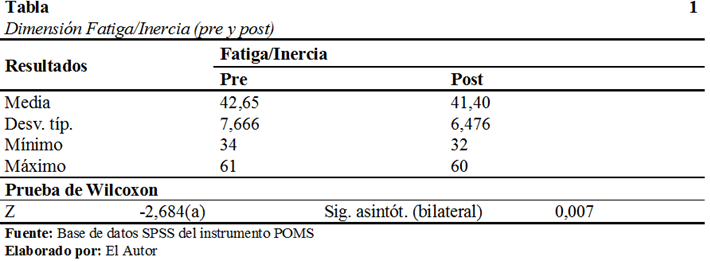 Tabla 1
Dimensión Fatiga/Inercia (pre y post)
Resultados Fatiga/Inercia
Pre Post
Media 42,65 41,40
Desv. típ. 7,666 6,476
Mínimo 34 32
Máximo 61 60
Prueba de Wilcoxon
Z -2,684(a) Sig. asintót. (bilateral) 0,007
Fuente: Base de datos SPSS del instrumento POMS
Elaborado por: El Autor